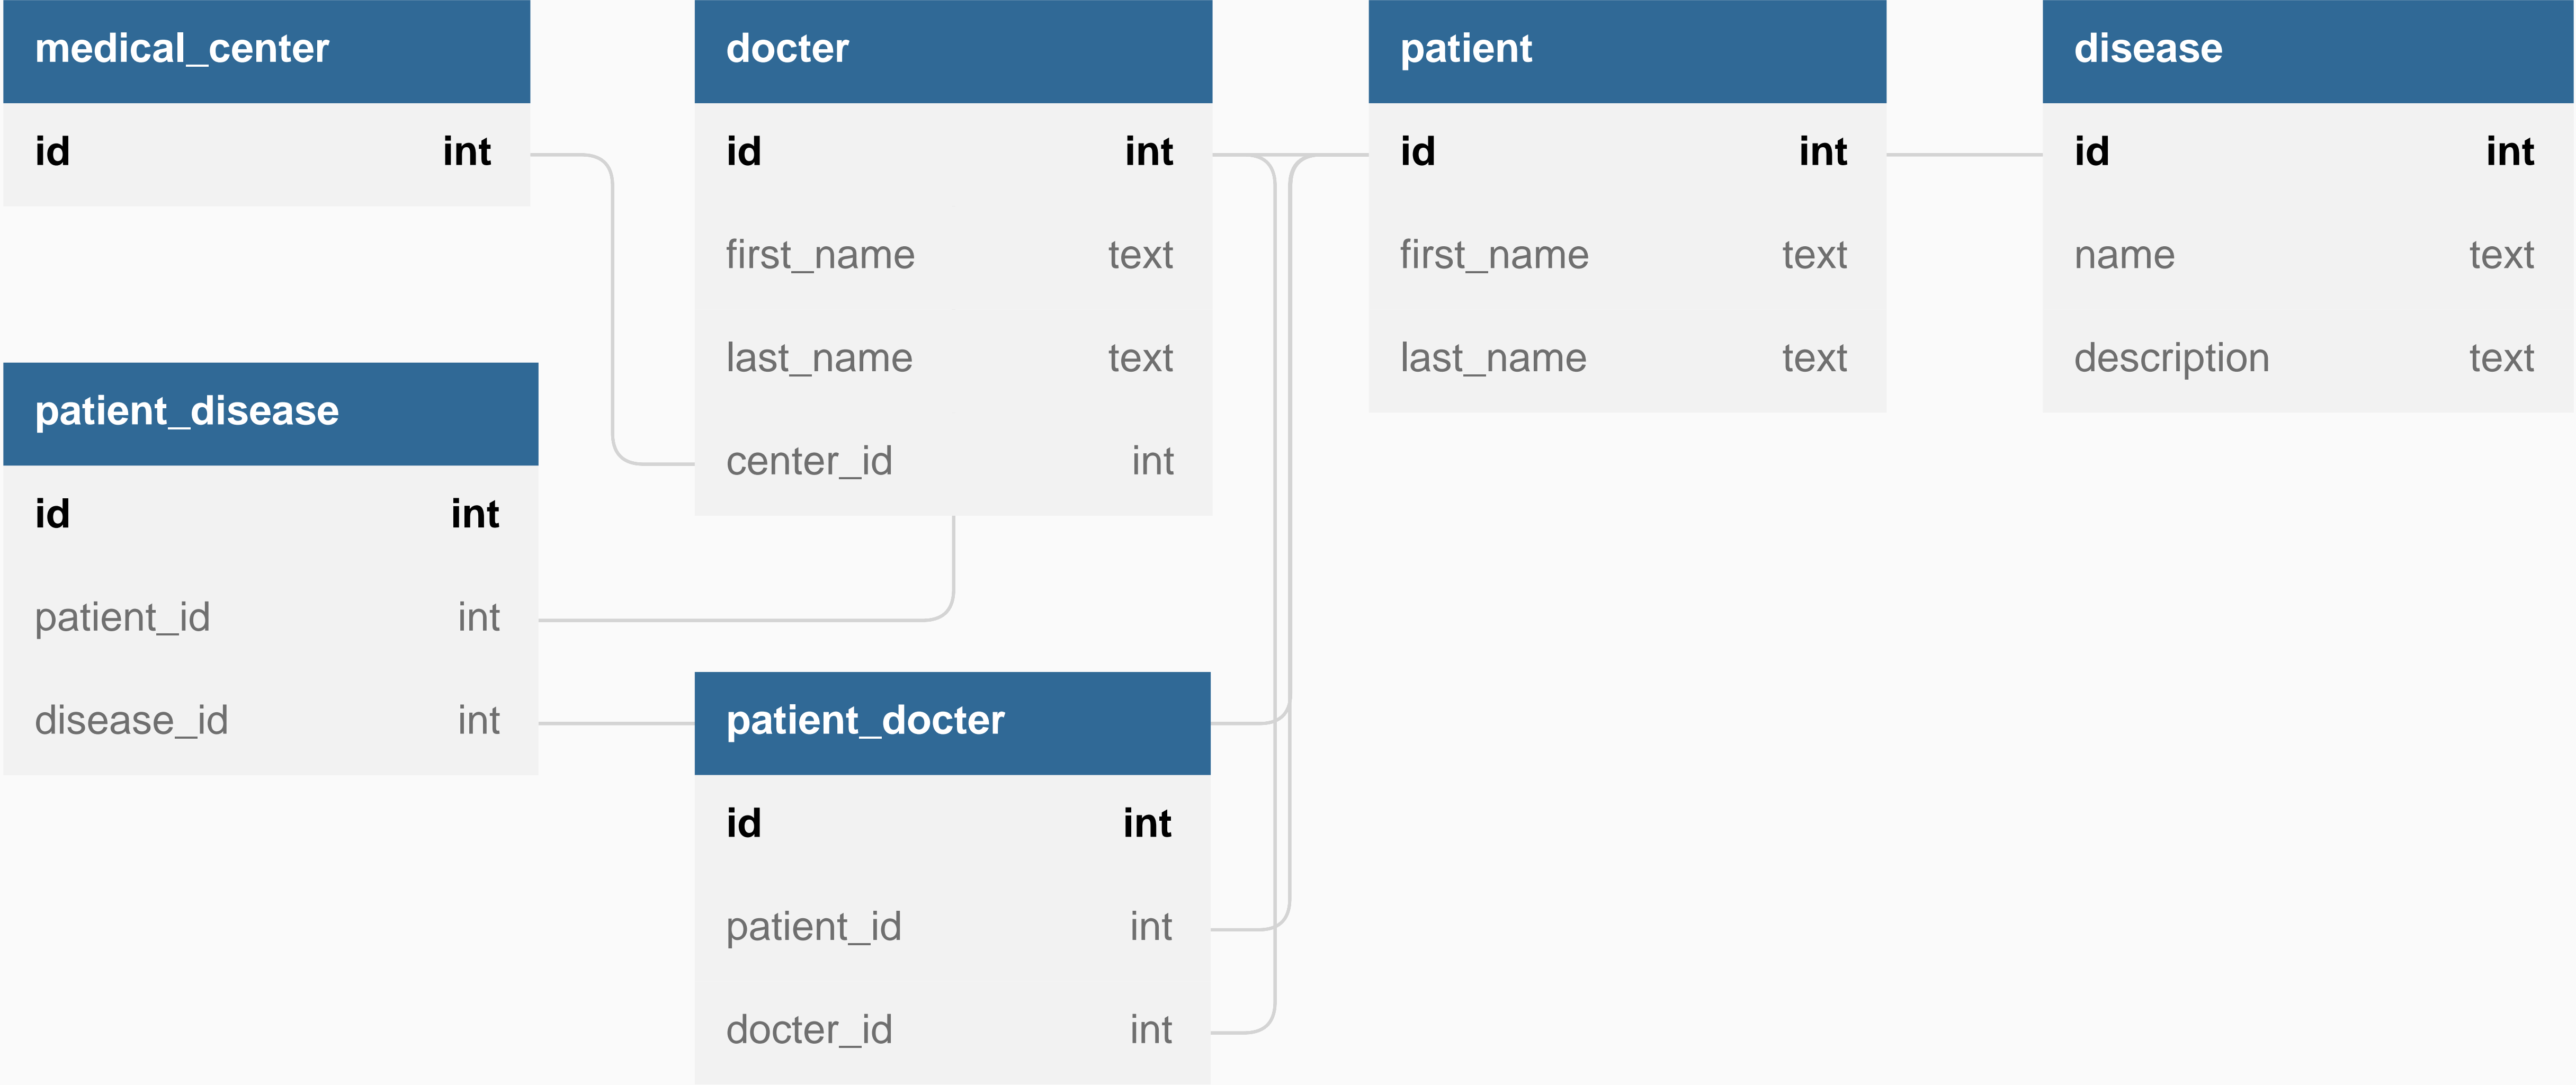 medical_center
id int
docter
id int
first_name text
last_name text
center_id int
patient
id int
first_name text
last_name text
disease
id int
name text
description text
patient_disease
id int
patient_id int
disease_id int
patient_docter
id int
patient_id int
docter_id int